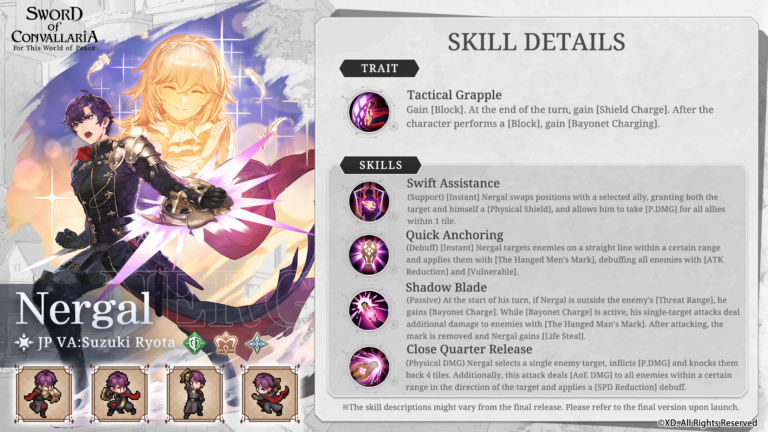 SWORD
of
CONVALLARIA
For This World of Peace
SKILL DETAILS
TRAIT
Tactical Grapple
Gain [Block]. At the end of the turn, gain [Shield Charge]. After the
character performs a [Block], gain [Bayonet Charging].
SKILLS
Swift Assistance
(Support) [Instant] Nergal swaps positions with a selected ally, granting both the
target and himself a [Physical Shield], and allows him to take [P.DMG] for all allies
within 1 tile.
Quick Anchoring
(Debuff) [Instant] Nergal targets enemies on a straight line within a certain range
and applies them with [The Hanged Men's Mark], debuffing all enemies with [ATK
Reduction] and [Vulnerable].
Shadow Blade
(Passive) At the start of his turn, if Nergal is outside the enemy's [Threat Range], he
gains [Bayonet Charge]. While [Bayonet Charge] is active, his single-target attacks deal
additional damage to enemies with [The Hanged Man's Mark]. After attacking, the
mark is removed and Nergal gains [Life Steal].
Close Quarter Release
(Physical DMG) Nergal selects a single enemy target, inflicts [P.DMG] and knocks them
back 4 tiles. Additionally, this attack deals [AoE DMG] to all enemies within a certain
range in the direction of the target and applies a [SPD Reduction] debuff.
NERG
Nergal
JP VA:Suzuki Ryota
※The skill descriptions might vary from the final release. Please refer to the final version upon launch.
©XD. All Rights Reserved